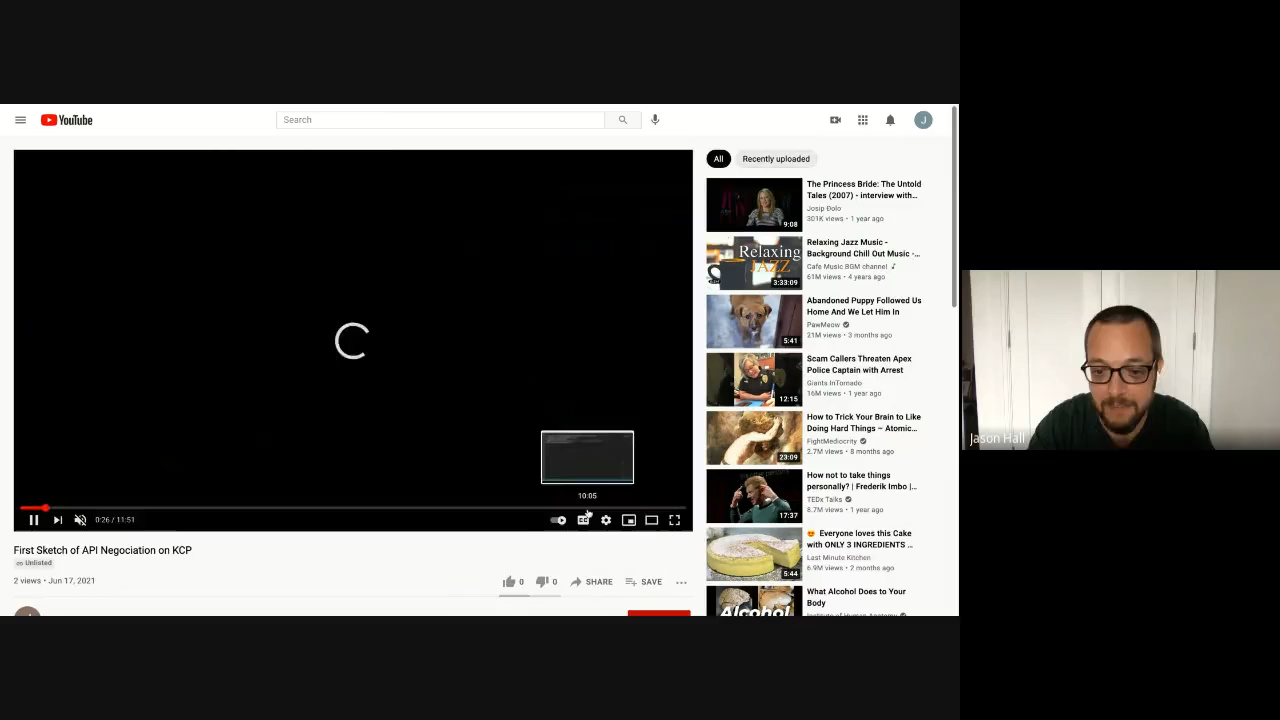 YouTube
Search
J
All
Recently uploaded
The Princess Bride: The Untold
Tales (2007) - interview with...
Josip Đolo
301K views • 1 year ago
9:08
Relaxing
JAZZ
3:33:09
Relaxing Jazz Music -
Background Chill Out Music -...
Cafe Music BGM channel ♪
61M views • 4 years ago
5:41
Abandoned Puppy Followed Us
Home And We Let Him In
PawMeow
21M views • 3 months ago
12:15
Scam Callers Threaten Apex
Police Captain with Arrest
Giants InTornado
16M views • 1 year ago
23:09
How to Trick Your Brain to Like
Doing Hard Things – Atomic...
FightMediocrity
2.7M views • 8 months ago
17:37
How not to take things
personally? | Frederik Imbo |...
TEDx Talks
8.7M views • 1 year ago
5:44
😍 Everyone loves this Cake
with ONLY 3 INGREDIENTS ...
Last Minute Kitchen
6.9M views • 2 months ago
Alcohol
What Alcohol Does to Your
Body
10:05
0:26 / 11:51
CC
First Sketch of API Negociation on KCP
Unlisted
2 views • Jun 17, 2021
0
0
SHARE
SAVE
Jason Hall